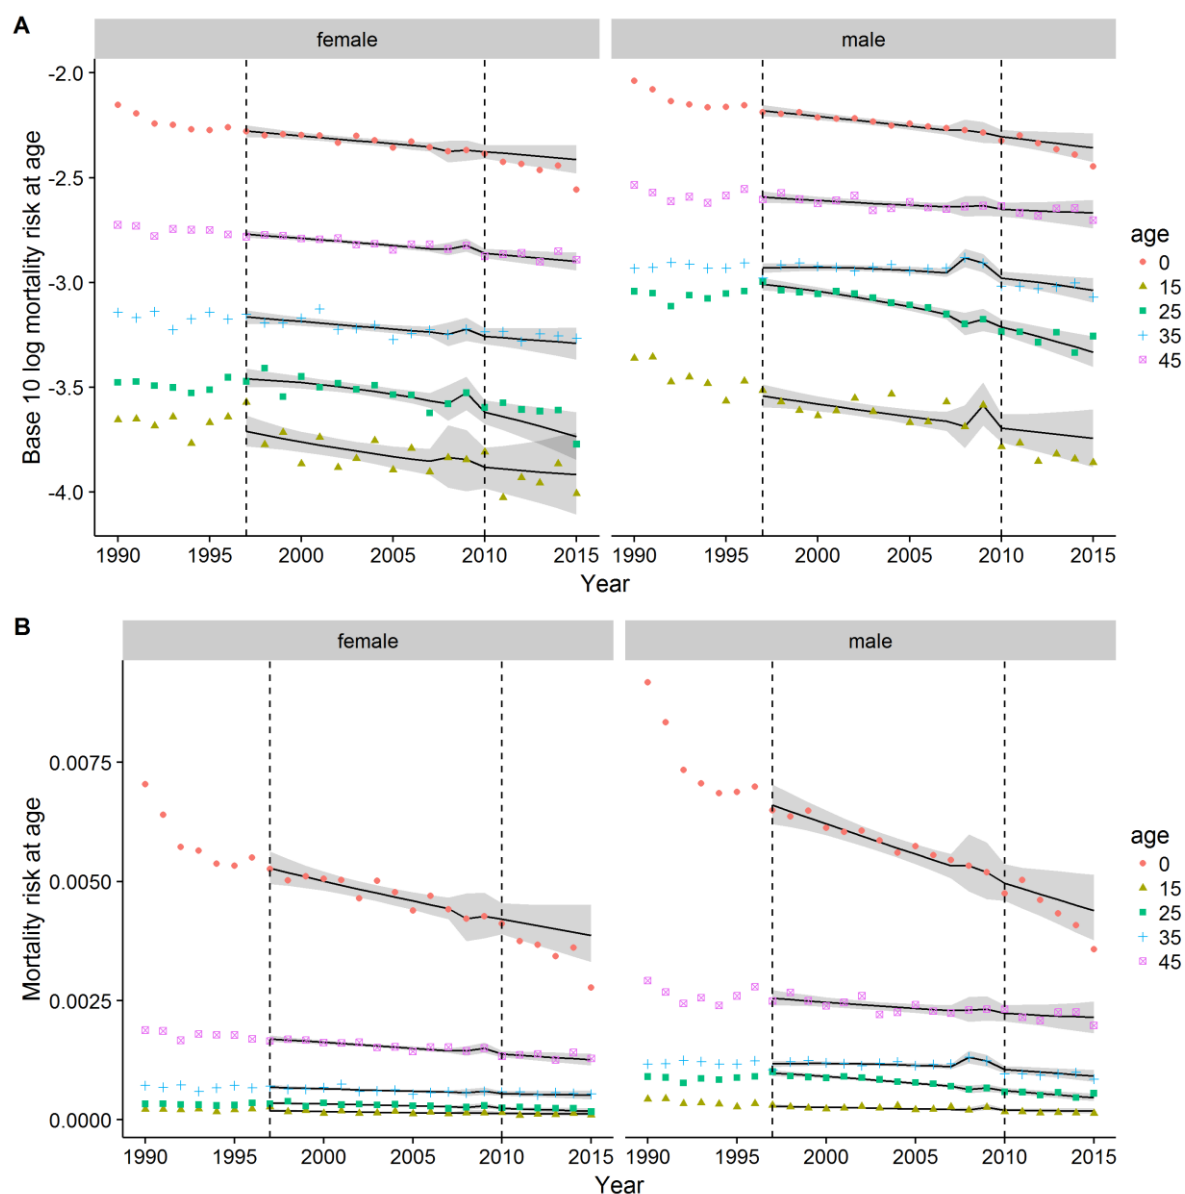 A
female
male
Base 10 log mortality risk at age
-2.0
-2.5
-3.0
-3.5
-4.0
1990 1995 2000 2005 2010 2015
1990 1995 2000 2005 2010 2015
Year
age
0
15
25
35
45
B
female
male
Mortality risk at age
0.0075
0.0050
0.0025
0.0000
1990 1995 2000 2005 2010 2015
1990 1995 2000 2005 2010 2015
Year
age
0
15
25
35
45